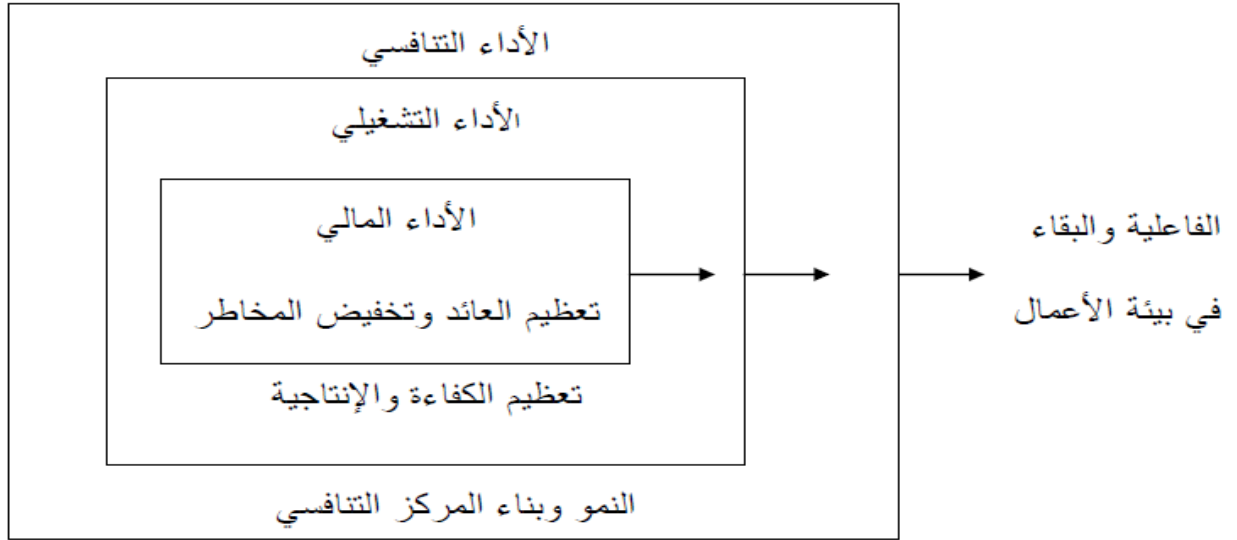 الأداء التنافسي
الأداء التشغيلي
الأداء المالي
تعظيم العائد وتخفيض المخاطر
تعظيم الكفاءة والإنتاجية
النمو وبناء المركز التنافسي
الفاعلية والبقاء
في بيئة الأعمال